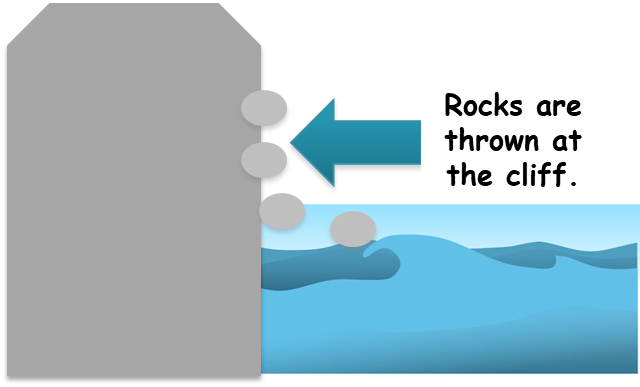 Rocks are
thrown at
the cliff.